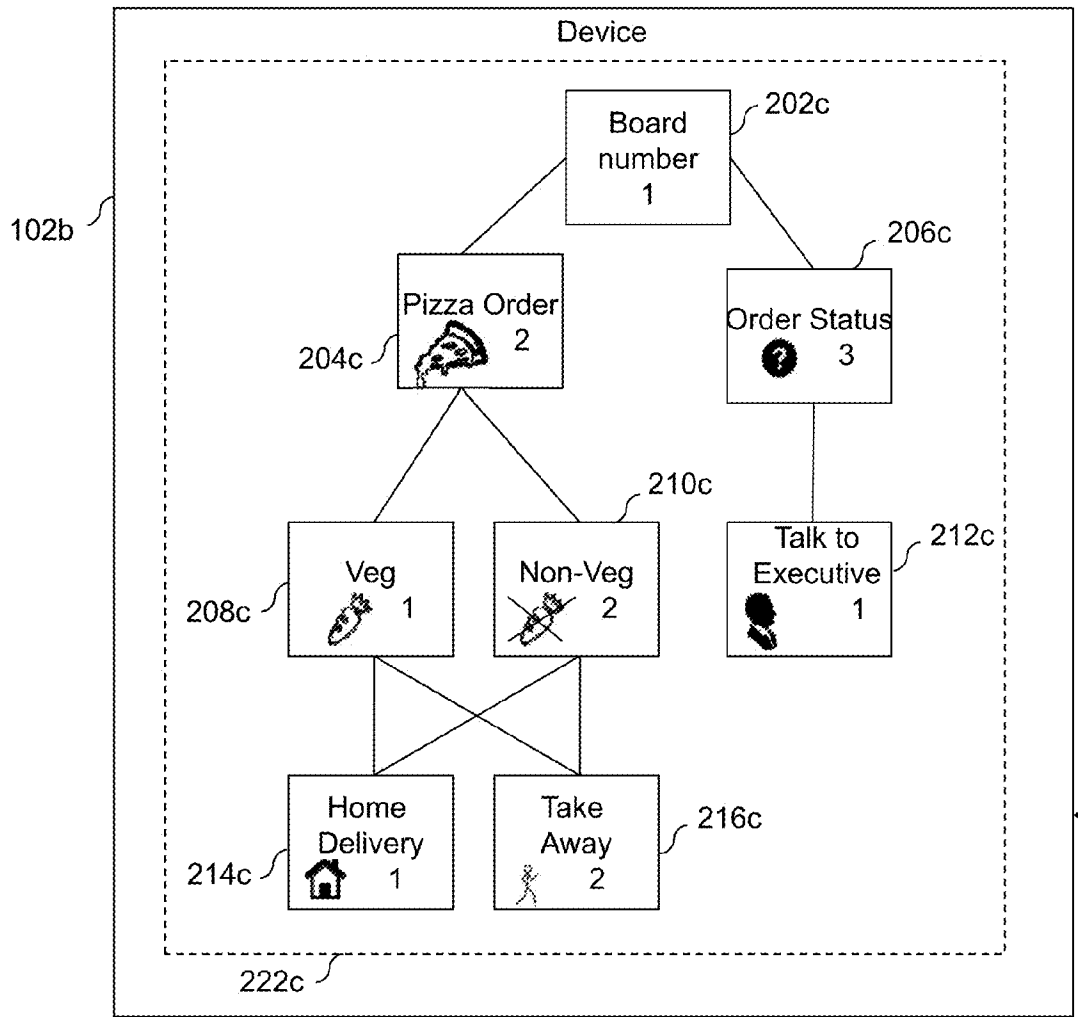 Device
202c
Board
number
1
102b
206c
Pizza Order
2
204c
Order Status
?
3
210c
Veg
1
208c
Non-Veg
2
Talk to
Executive
1
212c
Home
Delivery
1
214c
Take
Away
2
216c
222c